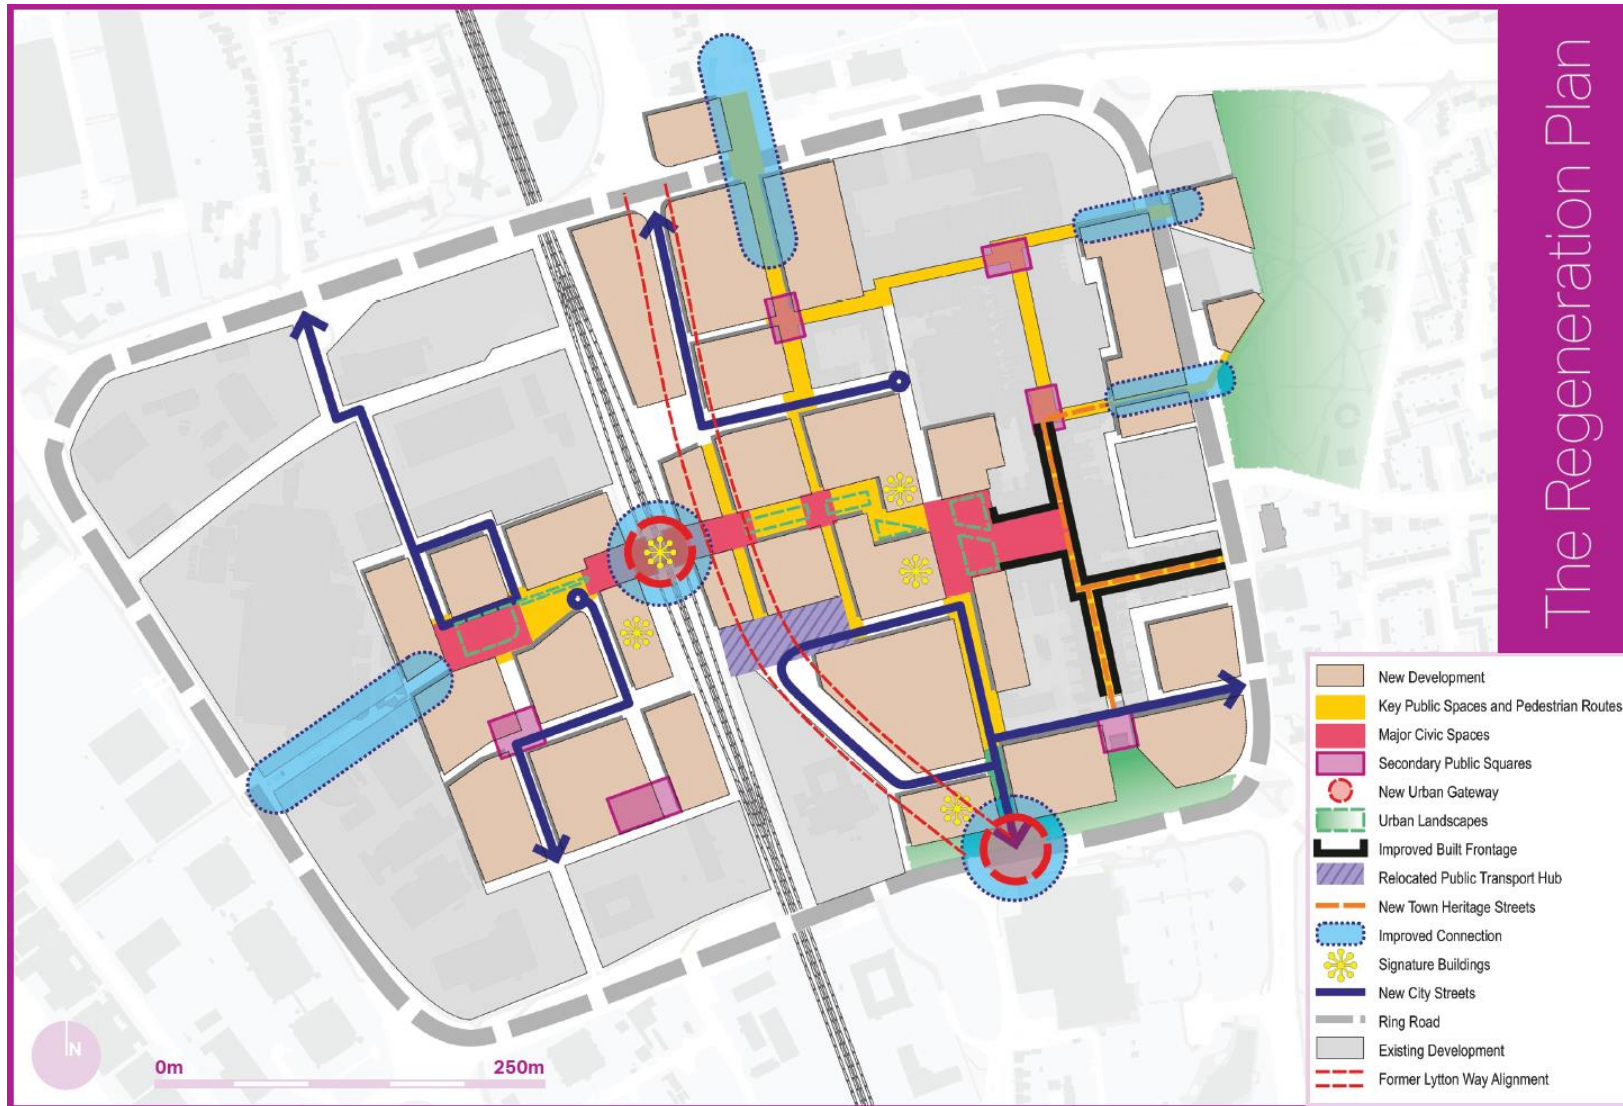 The Regeneration Plan
New Development
Key Public Spaces and Pedestrian Routes
Major Civic Spaces
Secondary Public Squares
New Urban Gateway
Urban Landscapes
Improved Built Frontage
Relocated Public Transport Hub
New Town Heritage Streets
Improved Connection
Signature Buildings
New City Streets
Ring Road
Existing Development
Former Lytton Way Alignment
N
0m 250m